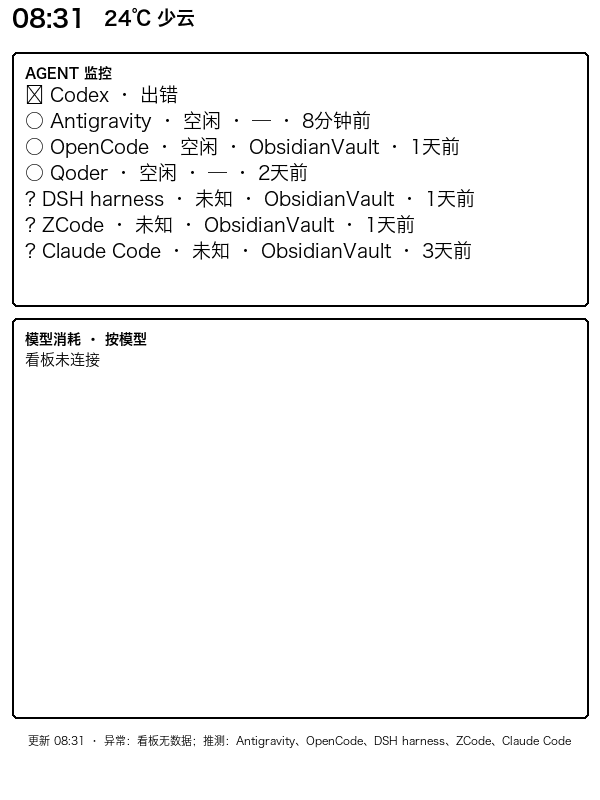 08:31 24℃ 少云
AGENT 监控
☒ Codex · 出错
○ Antigravity · 空闲 · — · 8分钟前
○ OpenCode · 空闲 · ObsidianVault · 1天前
○ Qoder · 空闲 · — · 2天前
? DSH harness · 未知 · ObsidianVault · 1天前
? ZCode · 未知 · ObsidianVault · 1天前
? Claude Code · 未知 · ObsidianVault · 3天前
模型消耗 · 按模型
看板未连接
更新 08:31 · 异常：看板无数据；推测：Antigravity、OpenCode、DSH harness、ZCode、Claude Code